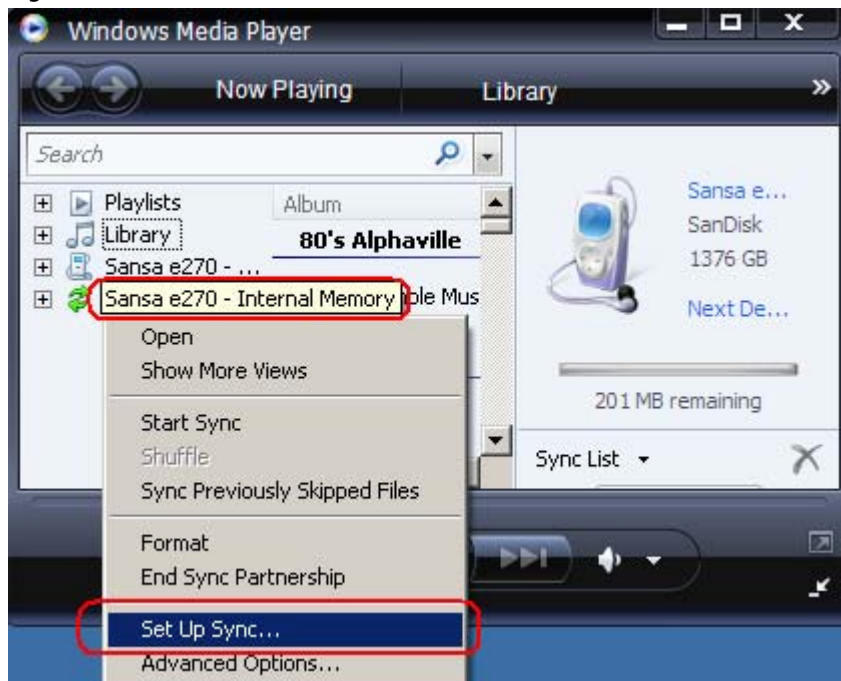 Windows Media Player
Now Playing
Library
»
Search
Playlists
Album
Library
80's Alphaville
Sansa e270 - ...
Sansa e270 - Internal Memory
ple Mus
Sansa e...
SanDisk
1376 GB
Next De...
201 MB remaining
Sync List
Open
Show More Views
Start Sync
Shuffle
Sync Previously Skipped Files
Format
End Sync Partnership
Set Up Sync...
Advanced Options...